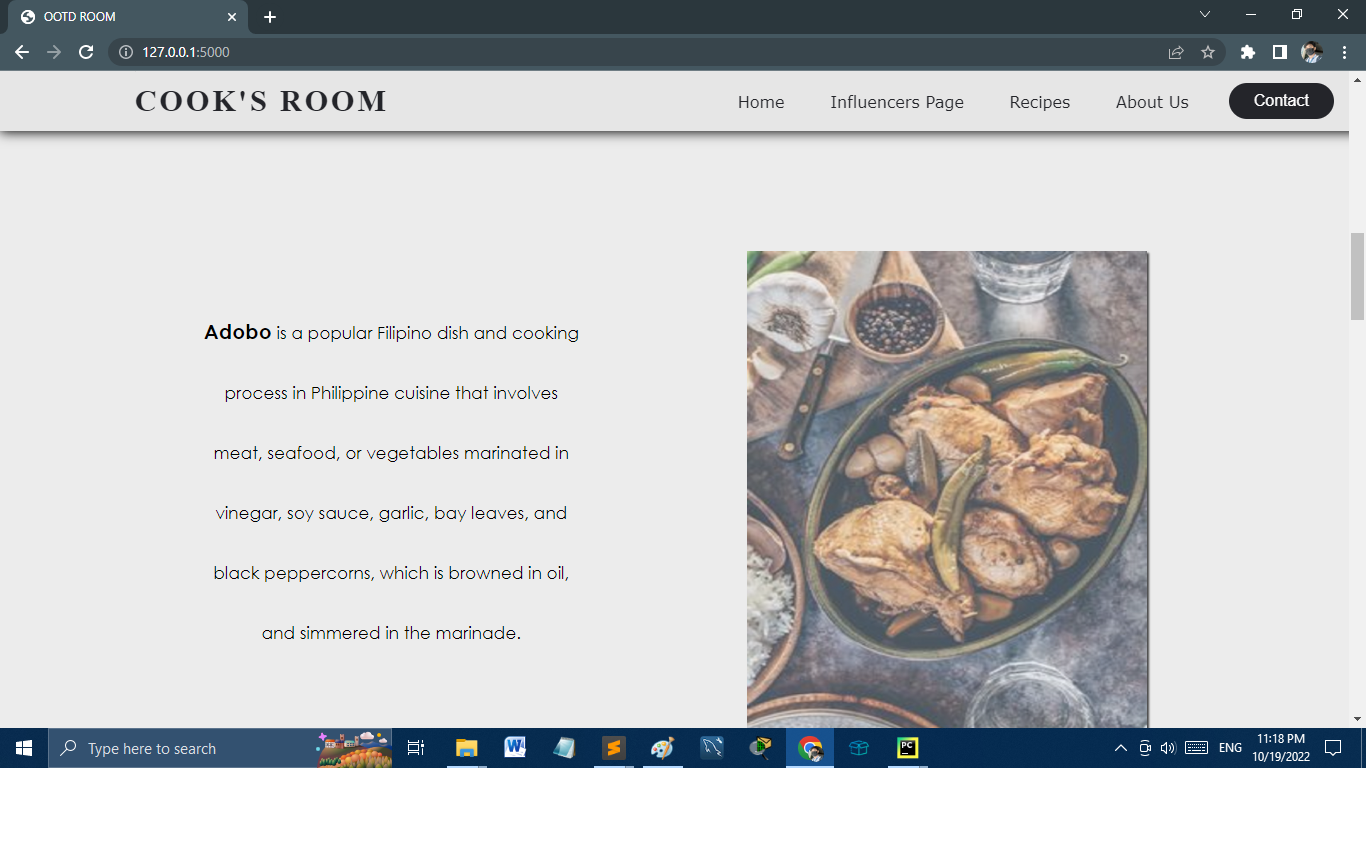 OOTD ROOM
127.0.0.1:5000
COOK'S ROOM
Home Influencers Page Recipes About Us Contact
Adobo is a popular Filipino dish and cooking
process in Philippine cuisine that involves
meat, seafood, or vegetables marinated in
vinegar, soy sauce, garlic, bay leaves, and
black peppercorns, which is browned in oil,
and simmered in the marinade.
Type here to search
W
PC
ENG
11:18 PM
10/19/2022